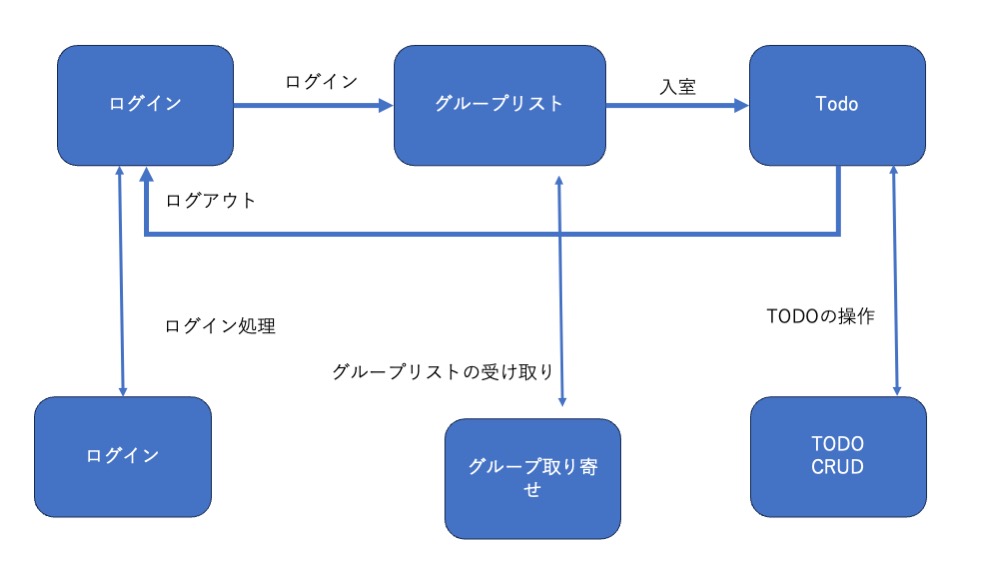 ログイン
ログイン
グループリスト
入室
Todo
ログアウト
ログイン処理
グループリストの受け取り
TODOの操作
ログイン
グループ取り寄
せ
TODO
CRUD